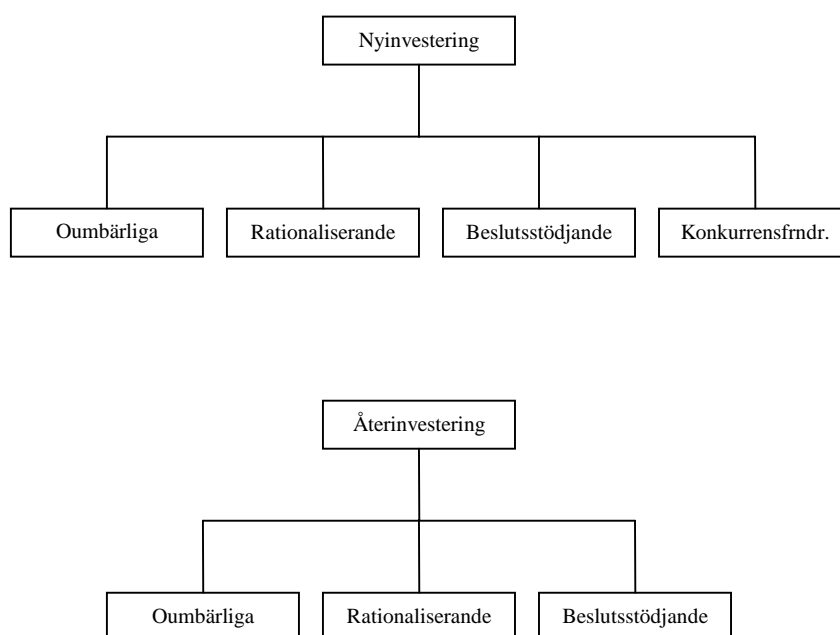 Nyinvestering
Oumbärliga
Rationaliserande
Beslutsstödjande
Konkurrensfrndr.
Återinvestering
Oumbärliga
Rationaliserande
Beslutsstödjande